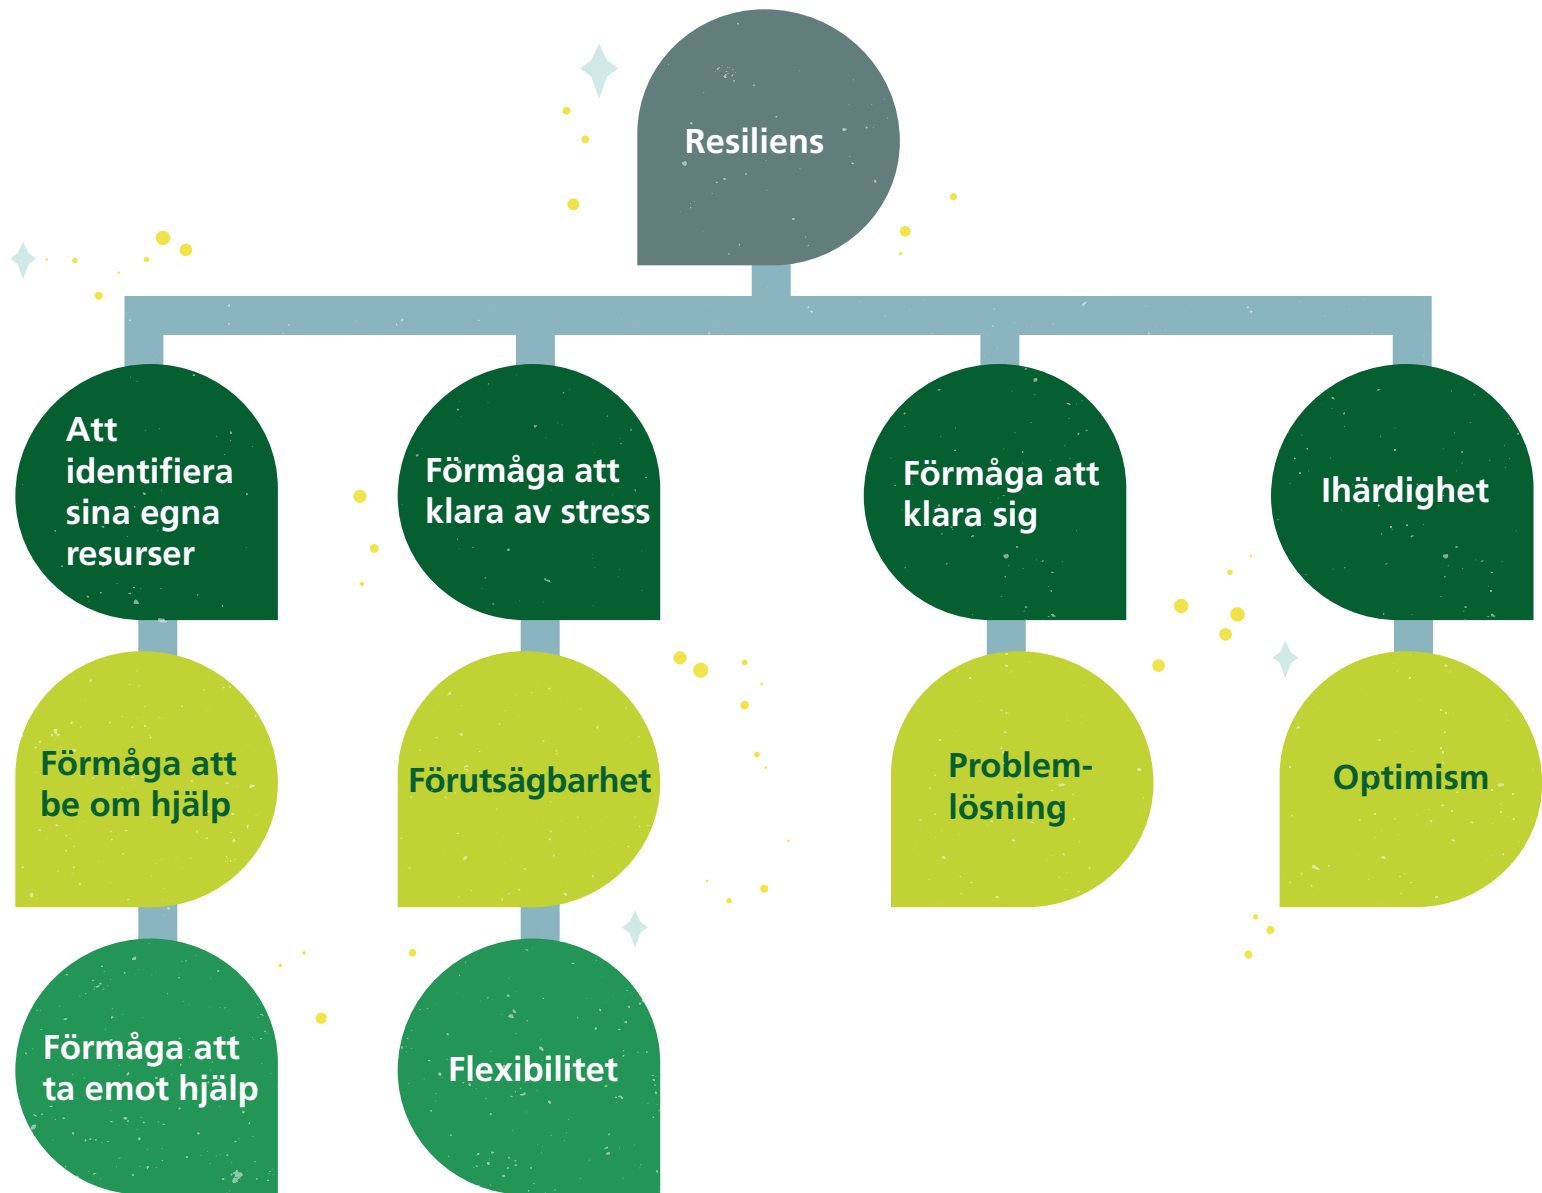 Resiliens
Att
identifiera
sina egna
resurser
Förmåga att
klara av stress
Förmåga att
klara sig
Ihärdighet
Förmåga att
be om hjälp
Förutsägbarhet
Problem-
lösning
Optimism
Förmåga att
ta emot hjälp
Flexibilitet